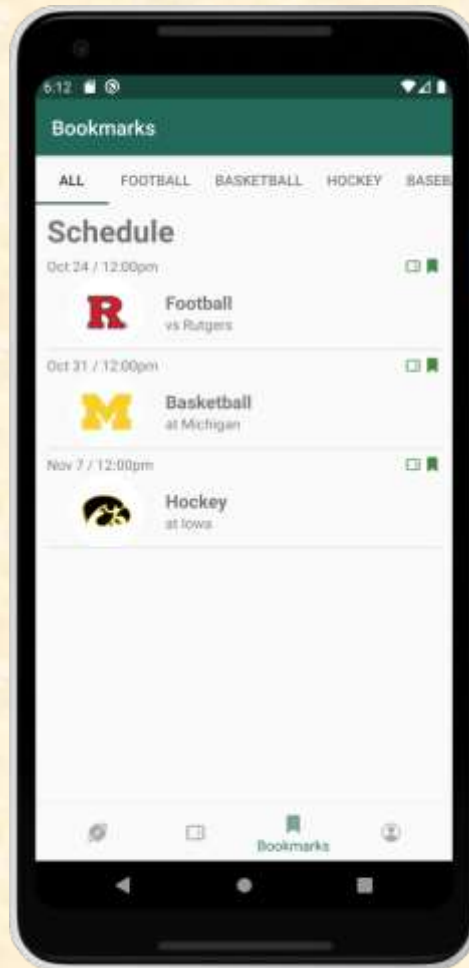 6:12
Bookmarks
ALL FOOTBALL BASKETBALL HOCKEY BASEB
Schedule
Oct 24 / 12:00pm
R
Football
vs Rutgers
Oct 31 / 12:00pm
M
Basketball
at Michigan
Nov 7 / 12:00pm
Hockey
at Iowa
Bookmarks